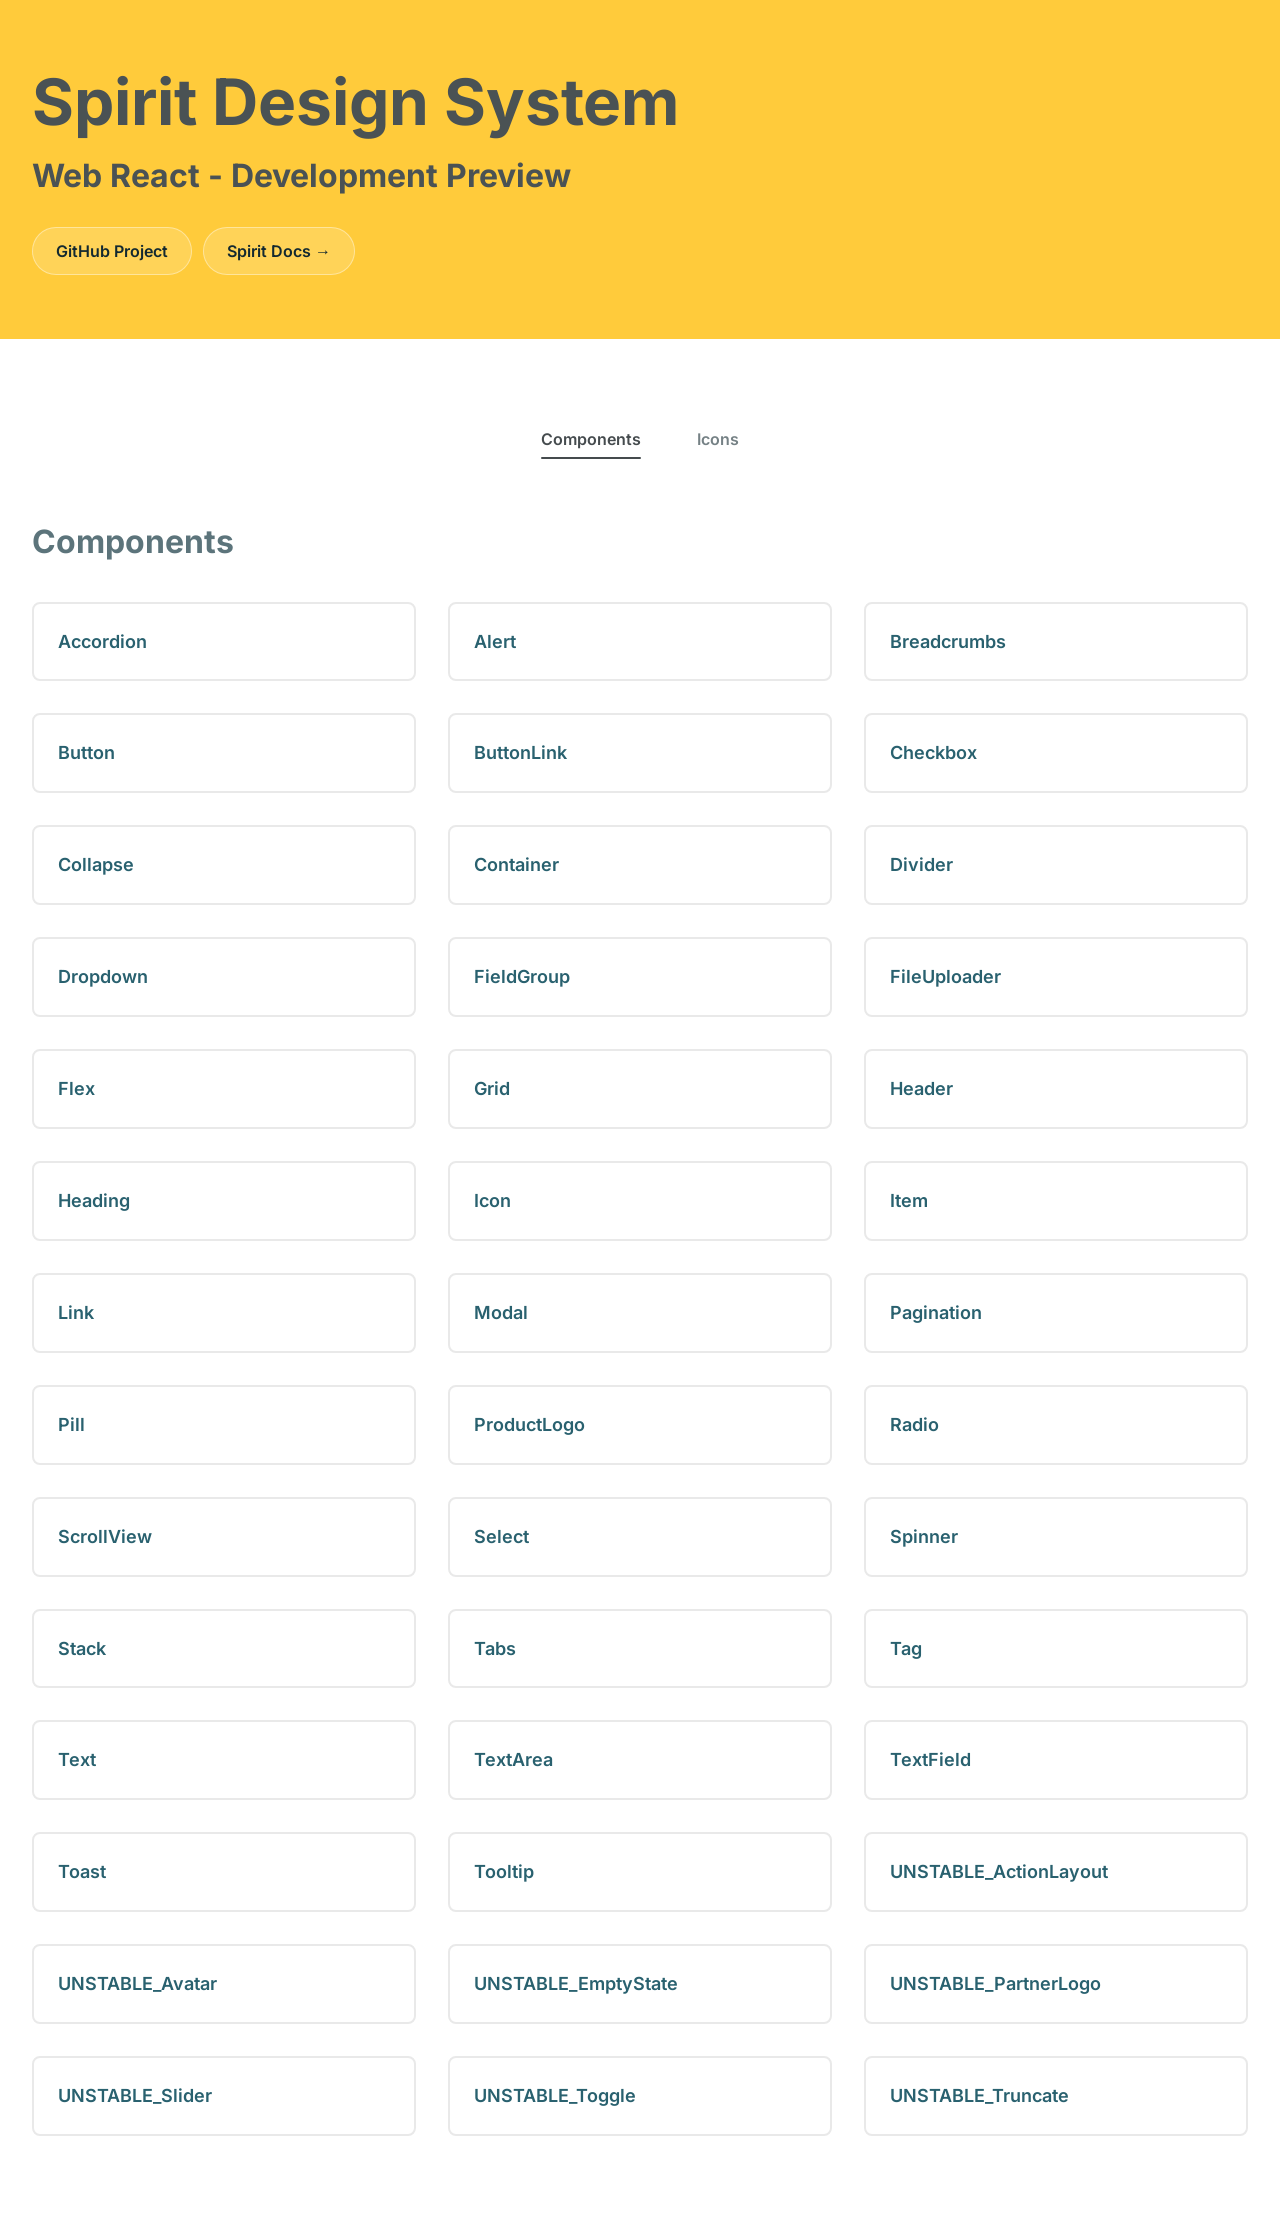 Spirit Design System
Web React - Development Preview
GitHub Project
Spirit Docs →
Components
Icons
Components
Accordion
Alert
Breadcrumbs
Button
ButtonLink
Checkbox
Collapse
Container
Divider
Dropdown
FieldGroup
FileUploader
Flex
Grid
Header
Heading
Icon
Item
Link
Modal
Pagination
Pill
ProductLogo
Radio
ScrollView
Select
Spinner
Stack
Tabs
Tag
Text
TextArea
TextField
Toast
Tooltip
UNSTABLE_ActionLayout
UNSTABLE_Avatar
UNSTABLE_EmptyState
UNSTABLE_PartnerLogo
UNSTABLE_Slider
UNSTABLE_Toggle
UNSTABLE_Truncate